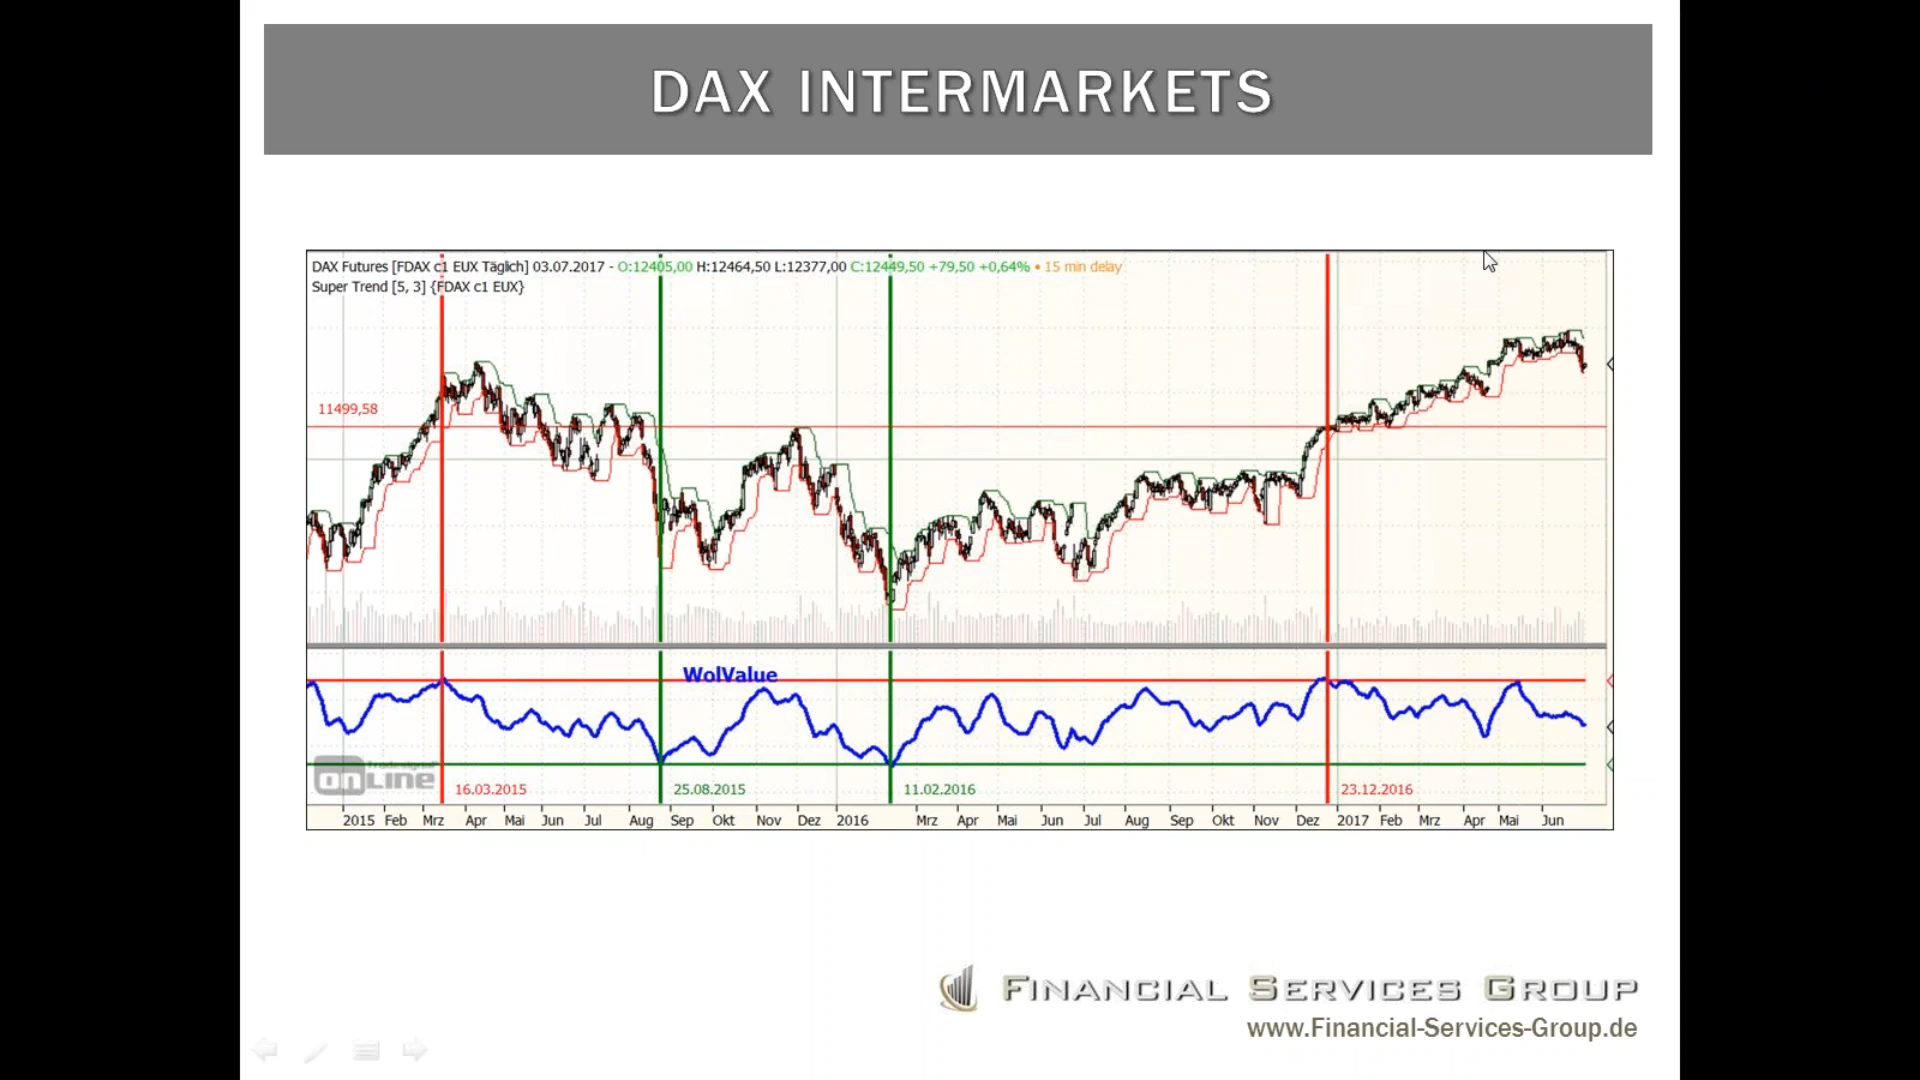 DAX INTERMARKETS
DAX Futures [FDAX c1 EUX Täglich] 03.07.2017 - O:12405,00 H:12464,50 L:12377,00 C:12449,50 +79,50 +0,64% • 15 min delay
Super Trend [5, 3] {FDAX c1 EUX}
11499,58
WolValue
Tradesignal
onLine
16.03.2015 25.08.2015 11.02.2016 23.12.2016
2015 Feb Mrz Apr Mai Jun Jul Aug Sep Okt Nov Dez 2016 Mrz Apr Mai Jun Jul Aug Sep Okt Nov Dez 2017 Feb Mrz Apr Mai Jun
Financial Services Group
www.Financial-Services-Group.de